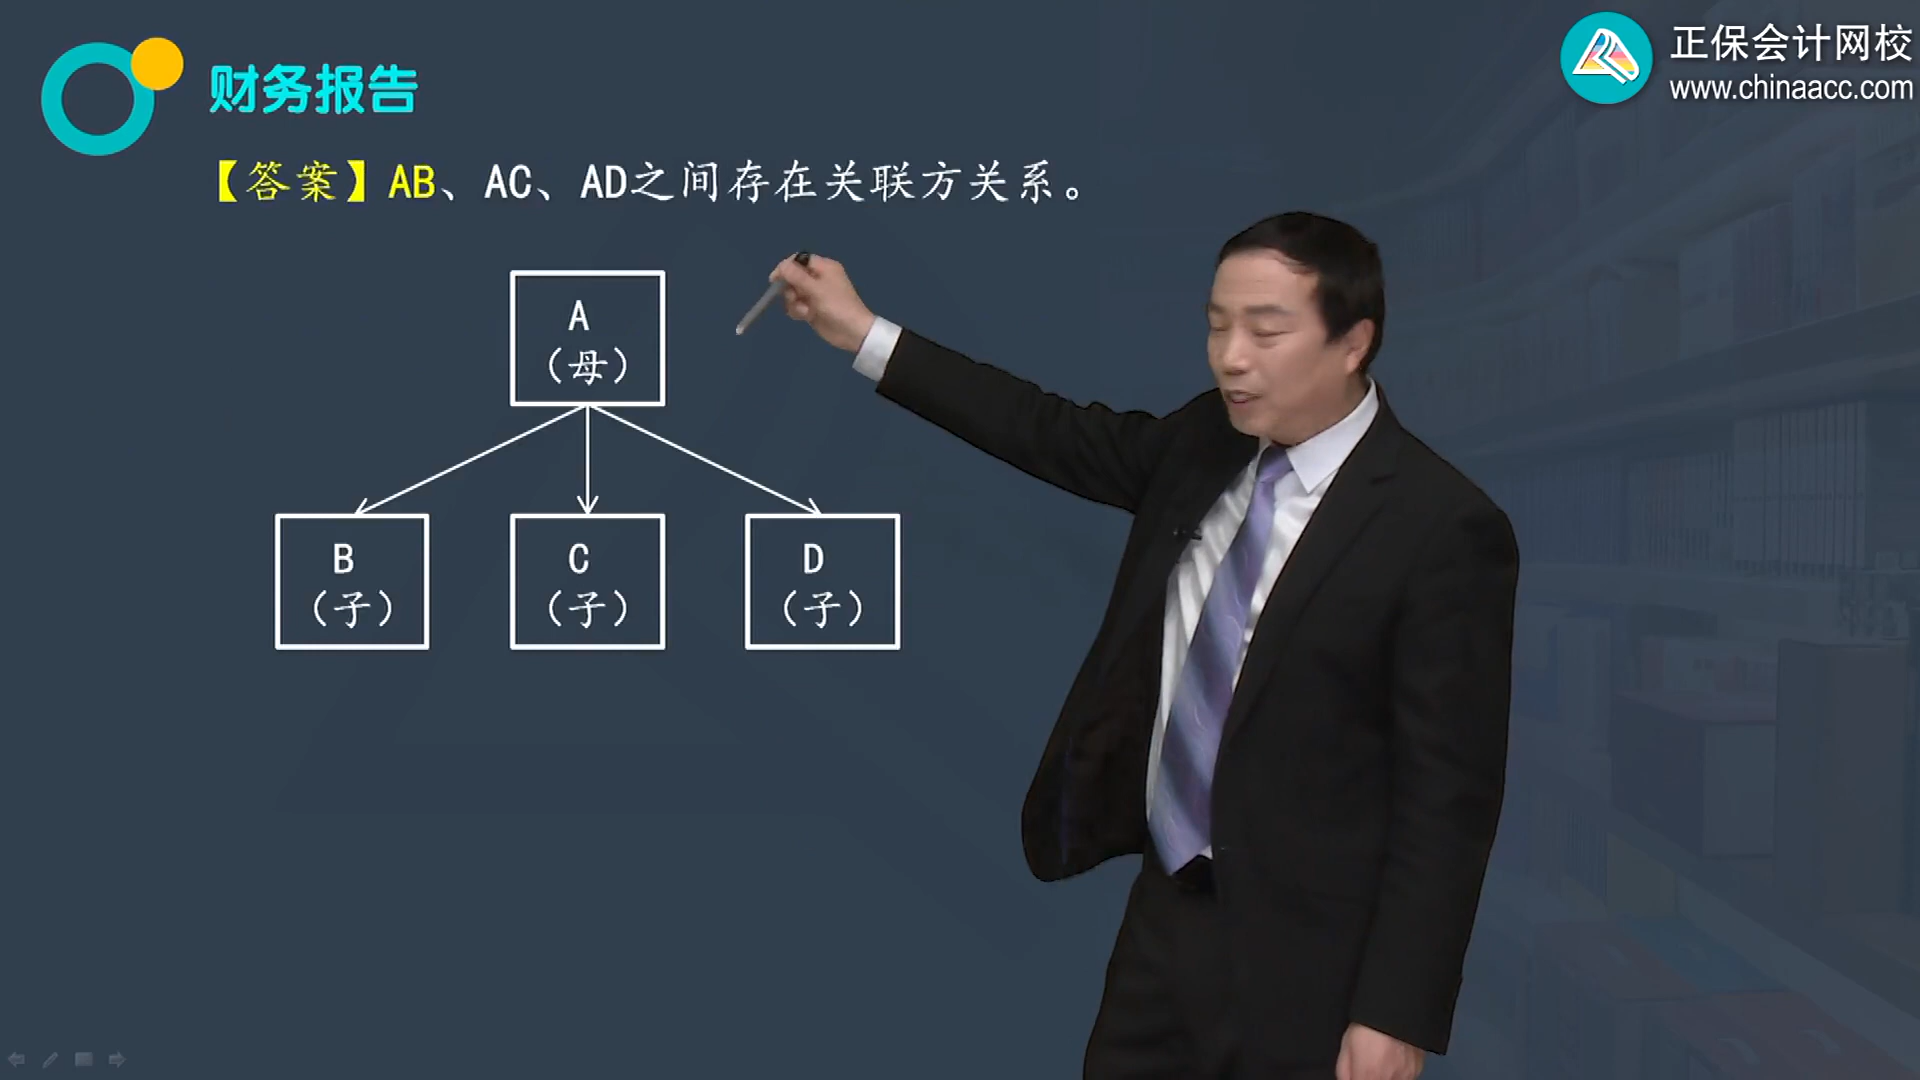 正保会计网校
www.chinaacc.com
财务报告
【答案】AB、AC、AD之间存在关联方关系。
A
（母）
B
（子）
C
（子）
D
（子）